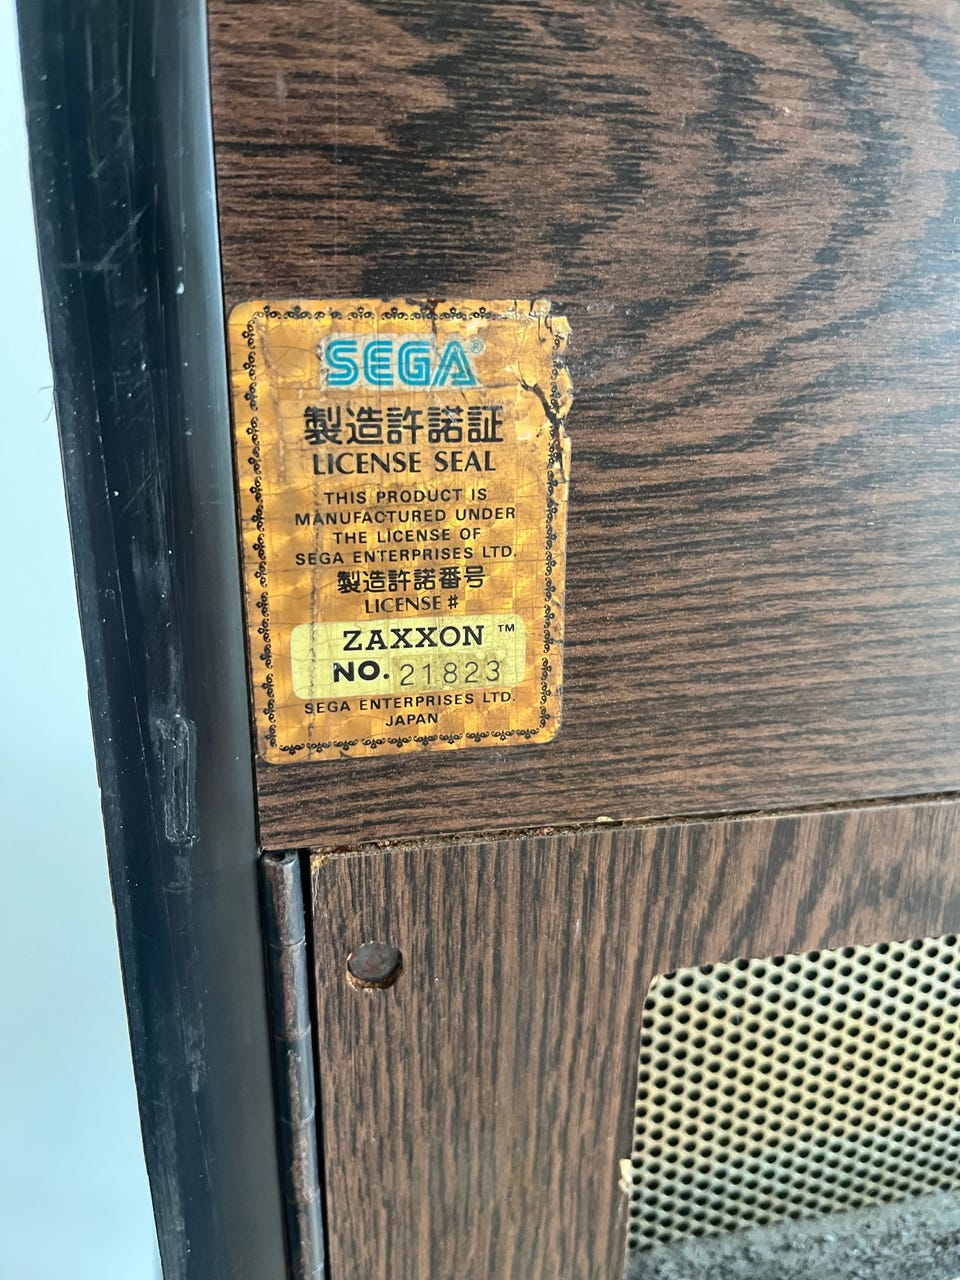 SEGA®
製造許諾証
LICENSE SEAL
THIS PRODUCT IS
MANUFACTURED UNDER
THE LICENSE OF
SEGA ENTERPRISES LTD.
製造許諾番号
LICENSE #
ZAXXON ™
NO. 21823
SEGA ENTERPRISES LTD.
JAPAN